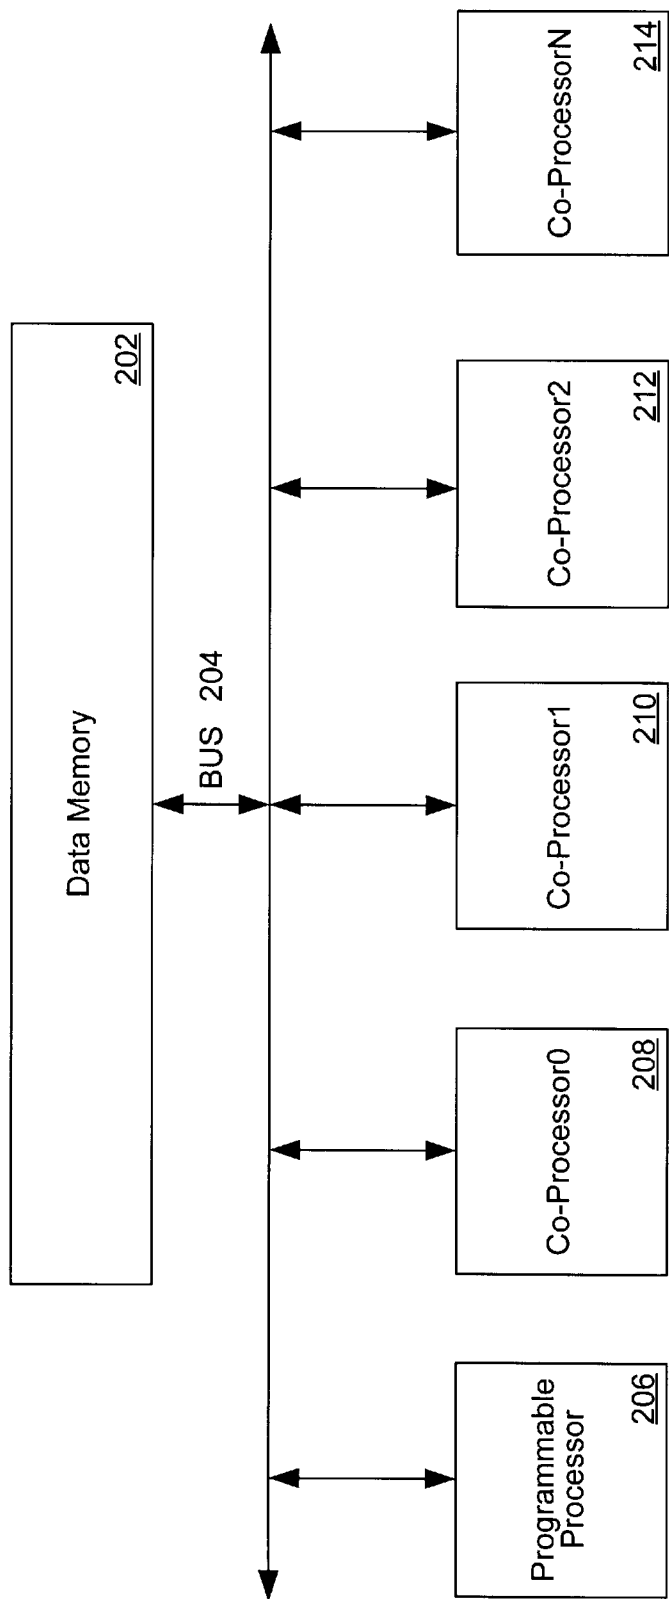 Data Memory
202
BUS 204
Programmable
Processor
206
Co-Processor0
208
Co-Processor1
210
Co-Processor2
212
Co-ProcessorN
214